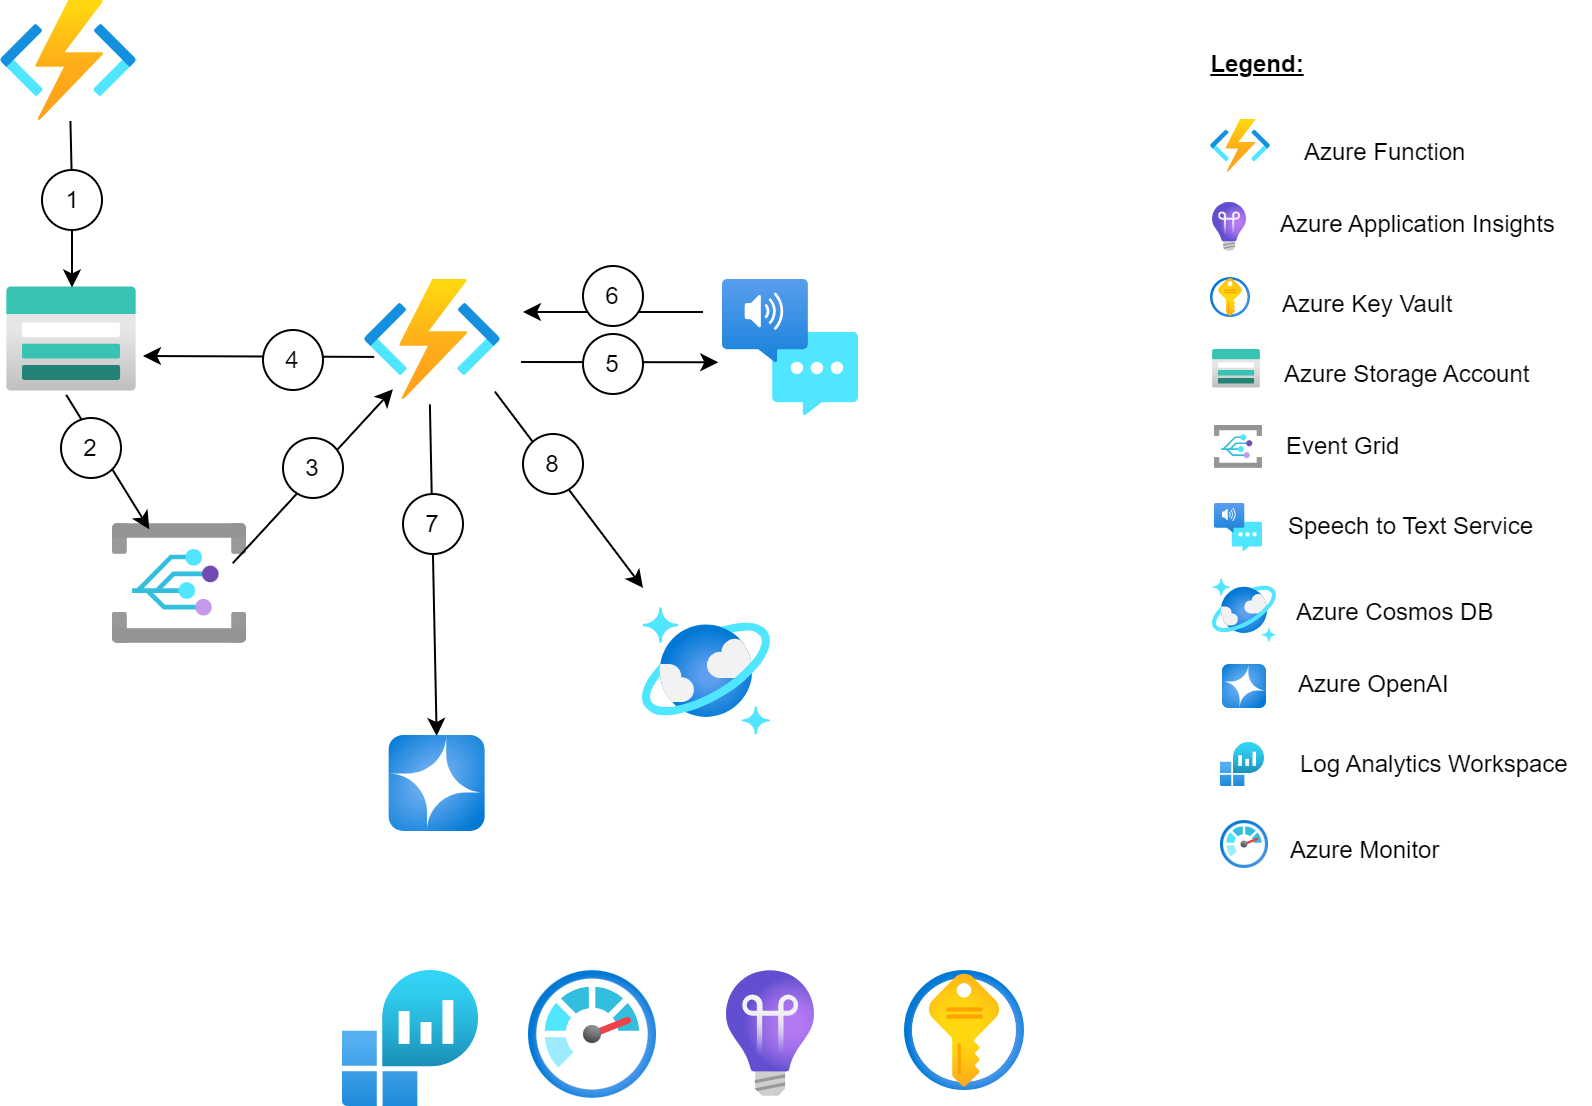 1
6
4
5
2
3
8
7
Legend:
Azure Function
Azure Application Insights
Azure Key Vault
Azure Storage Account
Event Grid
Speech to Text Service
Azure Cosmos DB
Azure OpenAI
Log Analytics Workspace
Azure Monitor